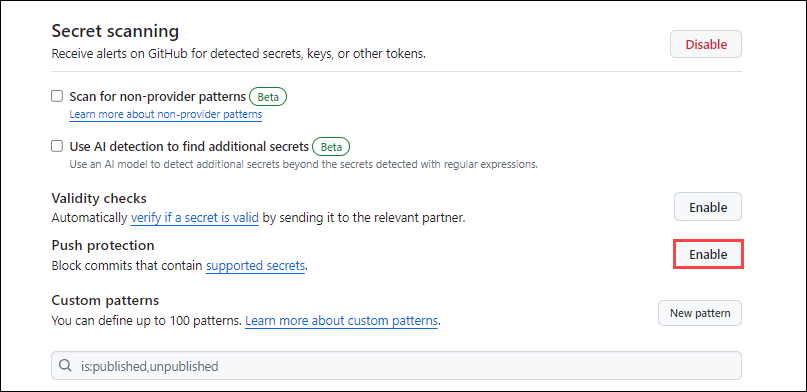 Secret scanning
Receive alerts on GitHub for detected secrets, keys, or other tokens.
Disable
Scan for non-provider patterns Beta
Learn more about non-provider patterns
Use AI detection to find additional secrets Beta
Use an AI model to detect additional secrets beyond the secrets detected with regular expressions.
Validity checks
Automatically verify if a secret is valid by sending it to the relevant partner.
Enable
Push protection
Block commits that contain supported secrets.
Enable
Custom patterns
You can define up to 100 patterns. Learn more about custom patterns.
New pattern
is:published,unpublished